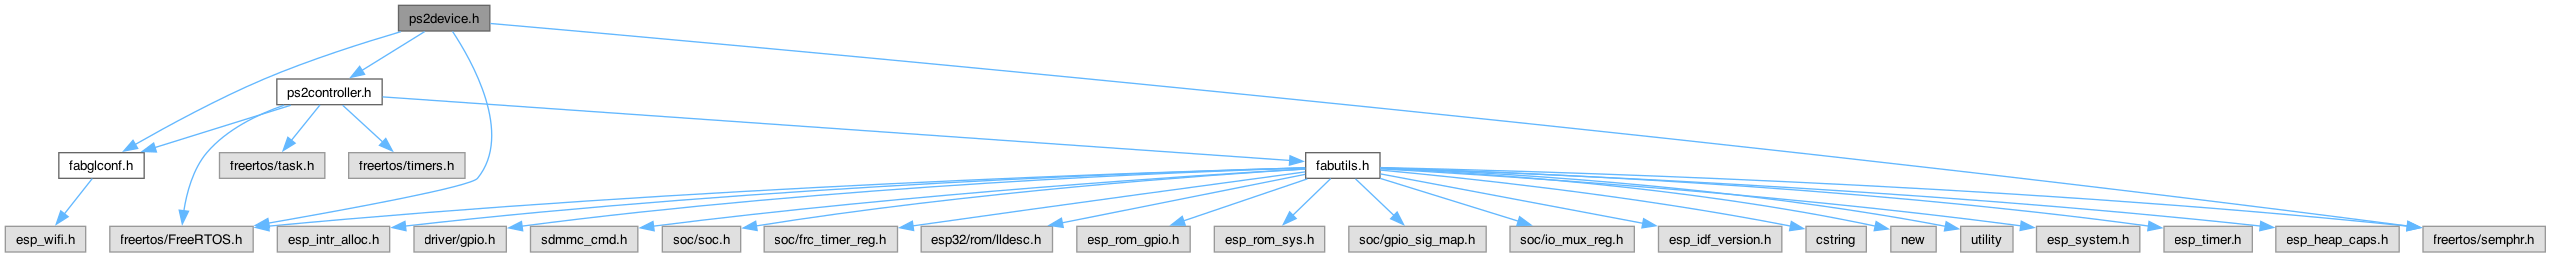 ps2device.h
ps2controller.h
fabglconf.h
freertos/task.h
freertos/timers.h
fabutils.h
esp_wifi.h
freertos/FreeRTOS.h
esp_intr_alloc.h
driver/gpio.h
sdmmc_cmd.h
soc/soc.h
soc/frc_timer_reg.h
esp32/rom/lldesc.h
esp_rom_gpio.h
esp_rom_sys.h
soc/gpio_sig_map.h
soc/io_mux_reg.h
esp_idf_version.h
cstring
new
utility
esp_system.h
esp_timer.h
esp_heap_caps.h
freertos/semphr.h